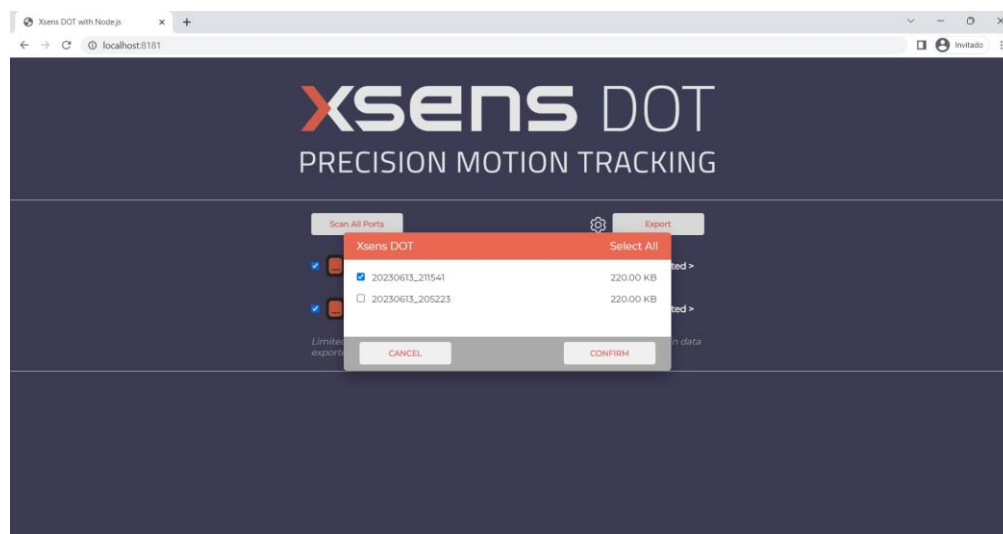 Xsens DOT with Node.js
localhost:8181
Invitado
xsens DOT
PRECISION MOTION TRACKING
Scan All Ports
Export
Xsens DOT Select All
ted >
20230613_211541 220.00 KB
20230613_205223 220.00 KB
ted >
Limited
n data
exporte
CANCEL CONFIRM